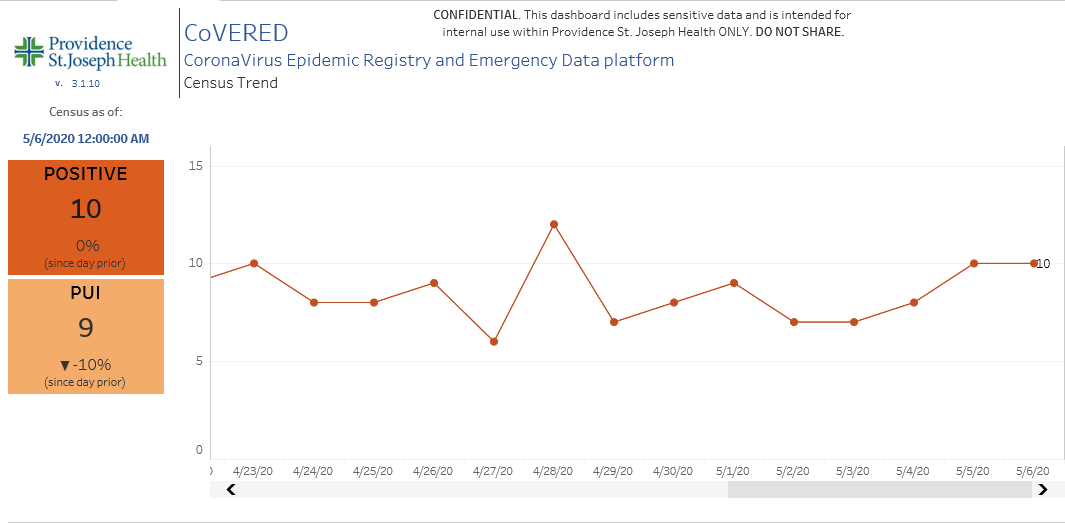 CONFIDENTIAL. This dashboard includes sensitive data and is intended for
internal use within Providence St. Joseph Health ONLY. DO NOT SHARE.
Providence
St.Joseph Health
v. 3.1.10
CoVERED
CoronaVirus Epidemic Registry and Emergency Data platform
Census Trend
Census as of:
5/6/2020 12:00:00 AM
POSITIVE
10
0%
(since day prior)
PUI
9
▼-10%
(since day prior)
15
10
5
0
10
4/23/20 4/24/20 4/25/20 4/26/20 4/27/20 4/28/20 4/29/20 4/30/20 5/1/20 5/2/20 5/3/20 5/4/20 5/5/20 5/6/20